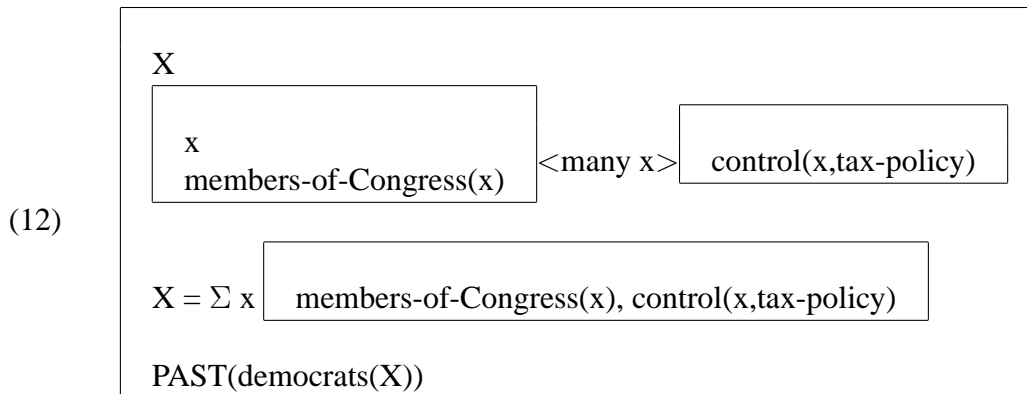 X
x
members-of-Congress(x)
<many x>
control(x,tax-policy)
(12)
X = Σ x members-of-Congress(x), control(x,tax-policy)
PAST(democrats(X))